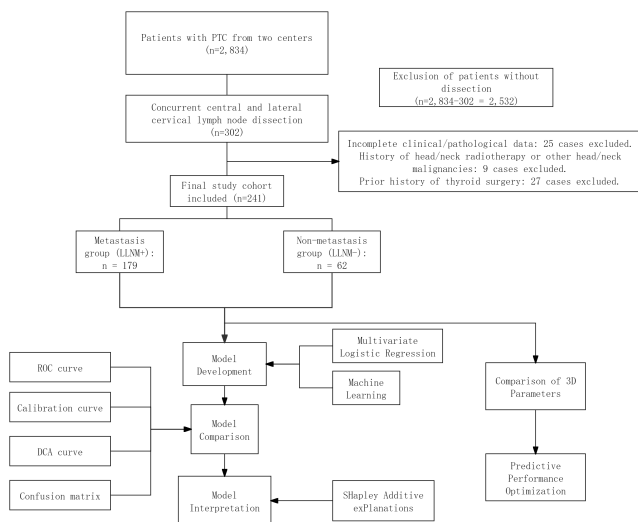 Patients with PTC from two centers
(n=2,834)
Exclusion of patients without
dissection
(n=2,834-302 = 2,532)
Concurrent central and lateral
cervical lymph node dissection
(n=302)
Incomplete clinical/pathological data: 25 cases excluded.
History of head/neck radiotherapy or other head/neck
malignancies: 9 cases excluded.
Prior history of thyroid surgery: 27 cases excluded.
Final study cohort
included (n=241)
Metastasis
group (LLNM+):
n = 179
Non-metastasis
group (LLNM-):
n = 62
Multivariate
Logistic Regression
Model
Development
Machine
Learning
ROC curve
Calibration curve
DCA curve
Confusion matrix
Model
Comparison
Comparison of 3D
Parameters
Predictive
Performance
Optimization
Model
Interpretation
SHapley Additive
exPlanations